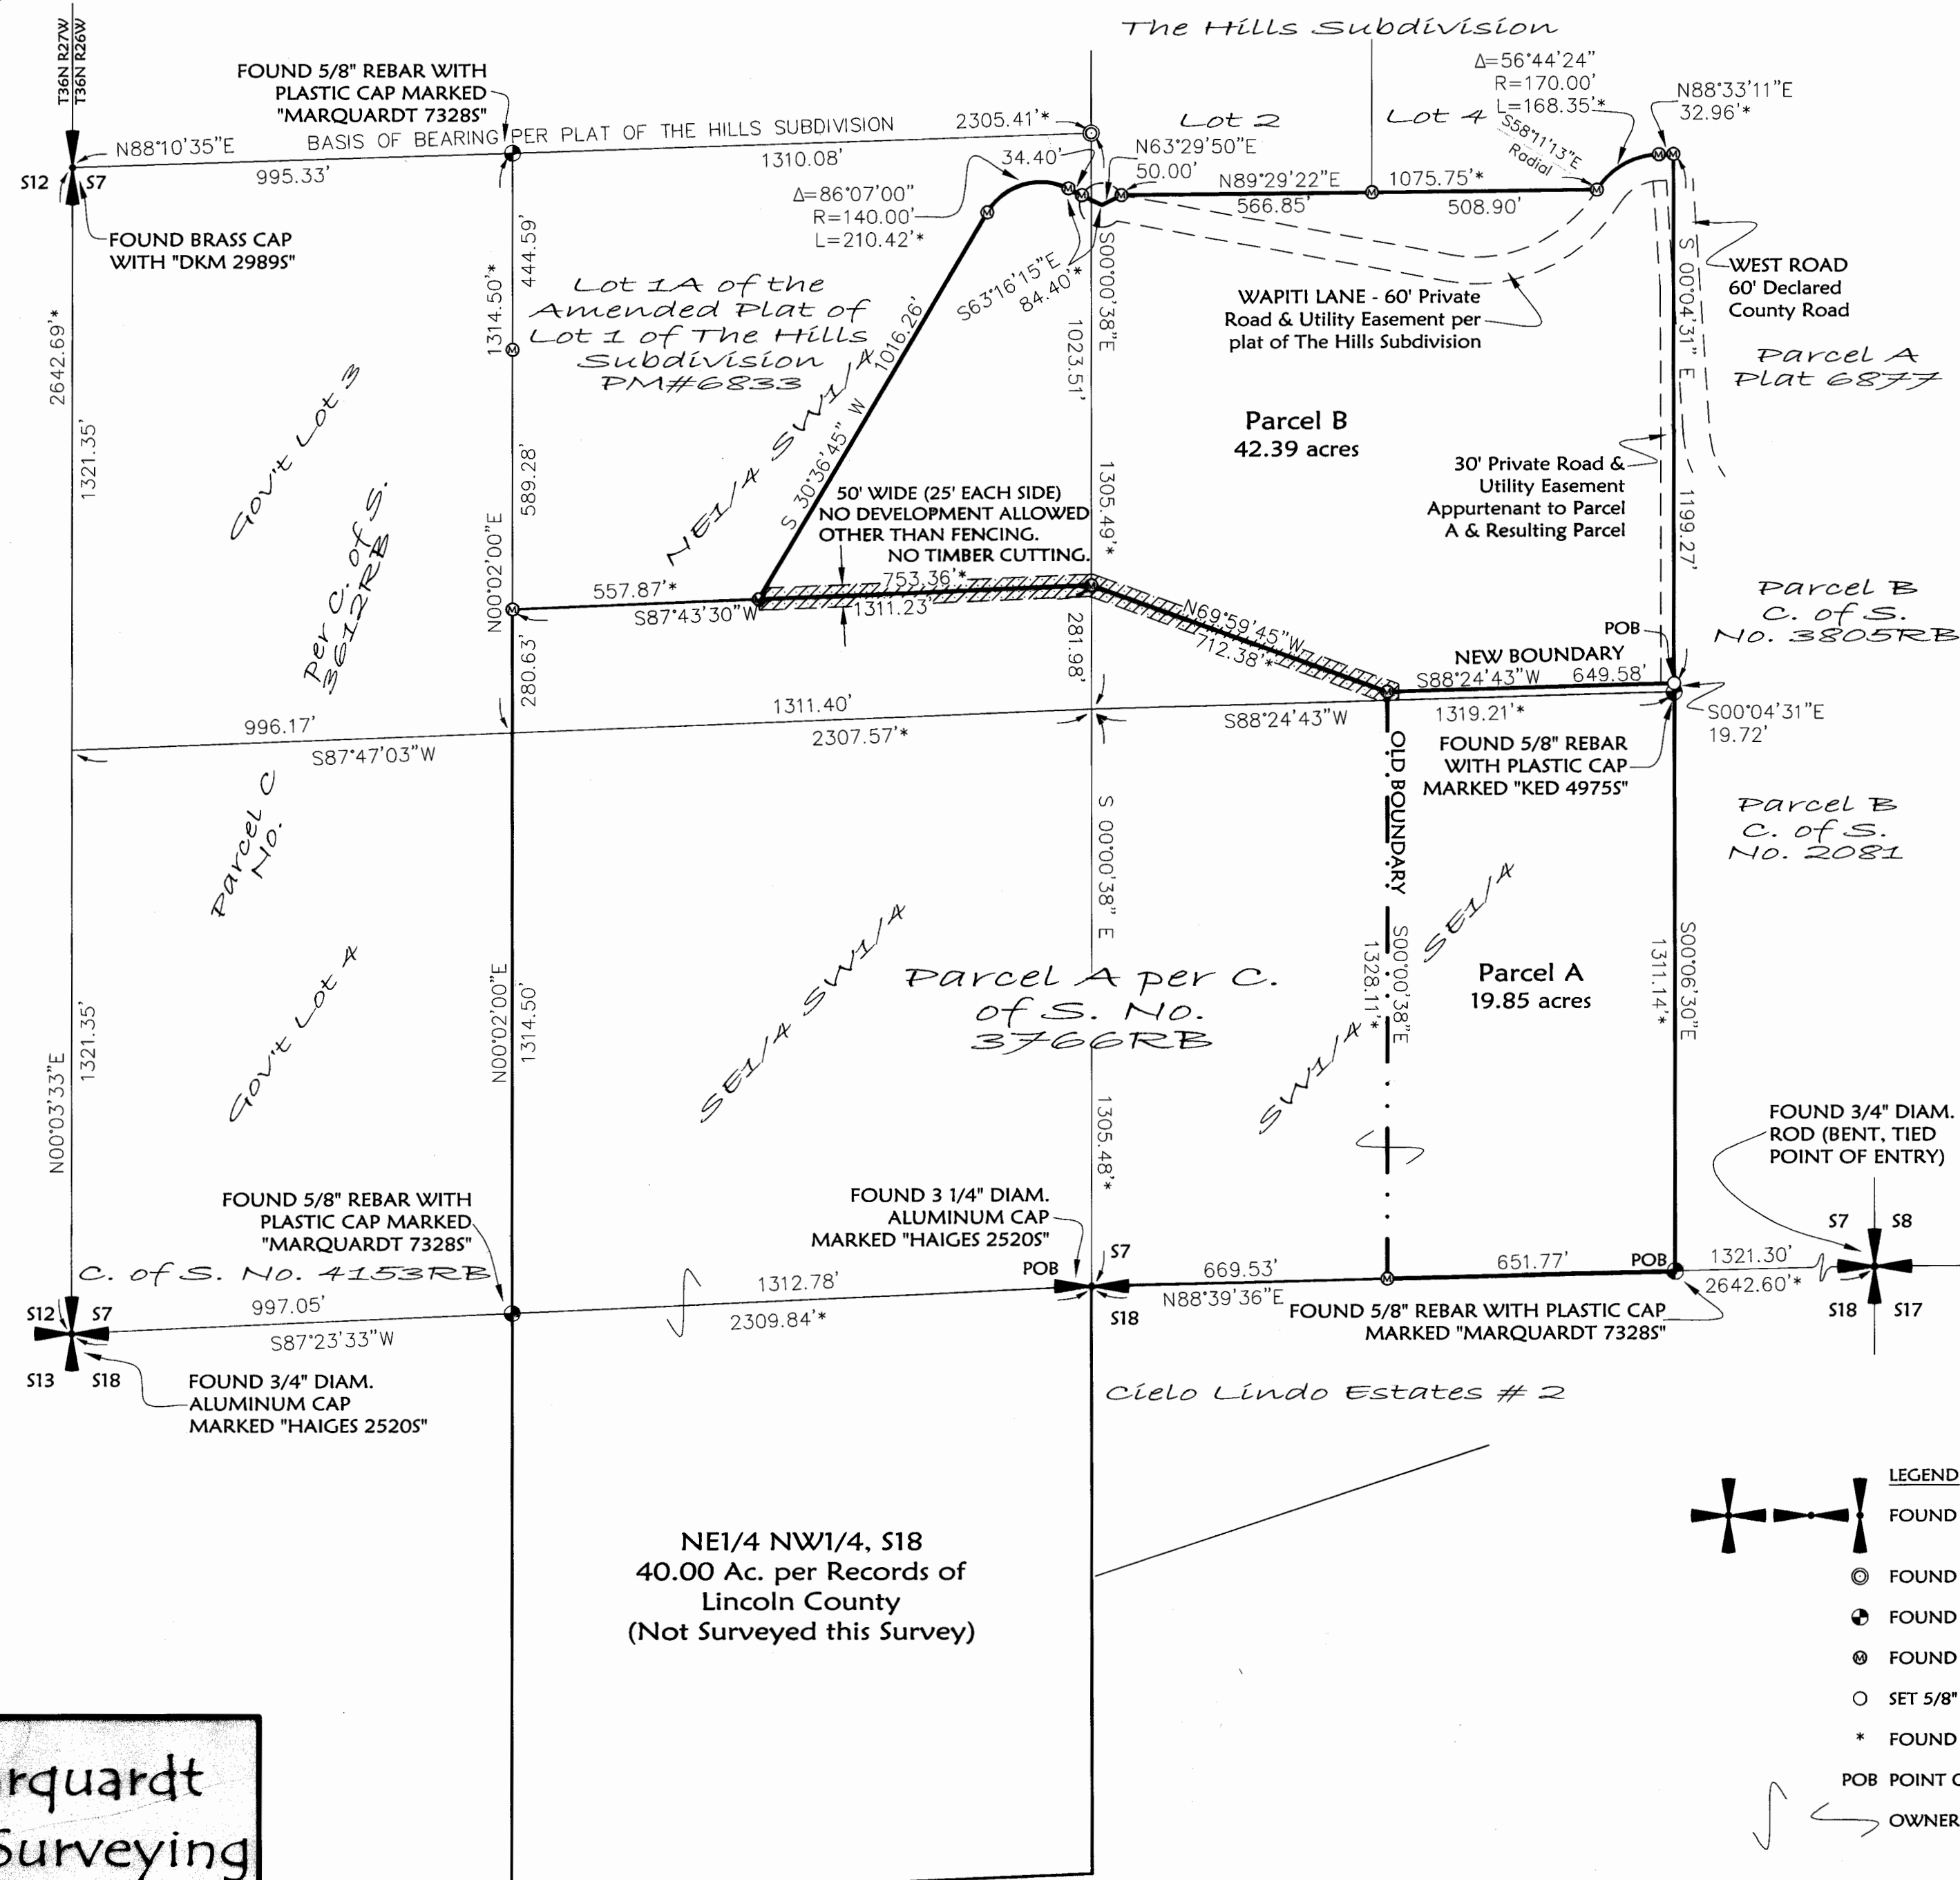 The Hills Subdivision
T36N R27W
T36N R26W
FOUND 5/8" REBAR WITH
PLASTIC CAP MARKED
"MARQUARDT 7328S"
Δ=56°44'24"
R=170.00'
L=168.35'*
N88°33'11"E
32.96'*
S58°11'13"E
Radial
N88°10'35"E
BASIS OF BEARING PER PLAT OF THE HILLS SUBDIVISION
2305.41'*
Lot 2
Lot 4
995.33'
1310.08'
34.40'
N63°29'50"E
50.00'
N89°29'22"E
1075.75'*
566.85'
508.90'
S12
S7
Δ=86°07'00"
R=140.00'
L=210.42'*
FOUND BRASS CAP
WITH "DKM 2989S"
444.59'
1314.50'*
Lot 1A of the
Amended Plat of
Lot 1 of The Hills
Subdivision
PM#6833
S63°16'15"E
84.40'*
S00°00'38"E
1023.51'
WAPITI LANE - 60' Private
Road & Utility Easement per
plat of The Hills Subdivision
S 00°04'31" E
WEST ROAD
60' Declared
County Road
Parcel A
Plat 6877
2642.69'*
1321.35'
Gov't Lot 3
Per C. of S.
3612RB
589.28'
NE1/4 SW1/4
1016.26'
S 30°36'45" W
Parcel B
42.39 acres
1305.49'*
30' Private Road &
Utility Easement
Appurtenant to Parcel
A & Resulting Parcel
1199.27'
50' WIDE (25' EACH SIDE)
NO DEVELOPMENT ALLOWED
OTHER THAN FENCING.
NO TIMBER CUTTING.
N00°02'00"E
557.87'*
753.36'*
S87°43'30"W
1311.23'
N69°59'45"W
712.38'*
Parcel B
C. of S.
No. 3805RB
POB
NEW BOUNDARY
S88°24'43"W
649.58'
280.63'
281.98'
996.17'
S87°47'03"W
1311.40'
2307.57'*
S88°24'43"W
1319.21'*
S00°04'31"E
19.72'
FOUND 5/8" REBAR
WITH PLASTIC CAP
MARKED "KED 4975S"
OLD BOUNDARY
Parcel C
No.
S 00°00'38" E
Parcel B
C. of S.
No. 2081
Gov't Lot 4
N00°02'00"E
1314.50'
SE1/4 SW1/4
Parcel A per C.
of S. No.
3766RB
S00°00'38"E
1328.11'*
SW1/4
SE1/4
Parcel A
19.85 acres
S00°06'30"E
1311.14'*
N00°03'33"E
1321.35'
1305.48'*
FOUND 3/4" DIAM.
ROD (BENT, TIED
POINT OF ENTRY)
FOUND 5/8" REBAR WITH
PLASTIC CAP MARKED
"MARQUARDT 7328S"
FOUND 3 1/4" DIAM.
ALUMINUM CAP
MARKED "HAIGES 2520S"
POB
S7
S18
C. of S. No. 4153RB
669.53'
N88°39'36"E
651.77'
POB
1321.30'
2642.60'*
S7
S8
S18
S17
S12
S7
S13
S18
997.05'
S87°23'33"W
1312.78'
2309.84'*
FOUND 5/8" REBAR WITH PLASTIC CAP
MARKED "MARQUARDT 7328S"
FOUND 3/4" DIAM.
ALUMINUM CAP
MARKED "HAIGES 2520S"
Cielo Lindo Estates # 2
NE1/4 NW1/4, S18
40.00 Ac. per Records of
Lincoln County
(Not Surveyed this Survey)
LEGEND
FOUND
FOUND
FOUND
FOUND
SET 5/8"
* FOUND
POB POINT
OWNER
rquardt
Surveying